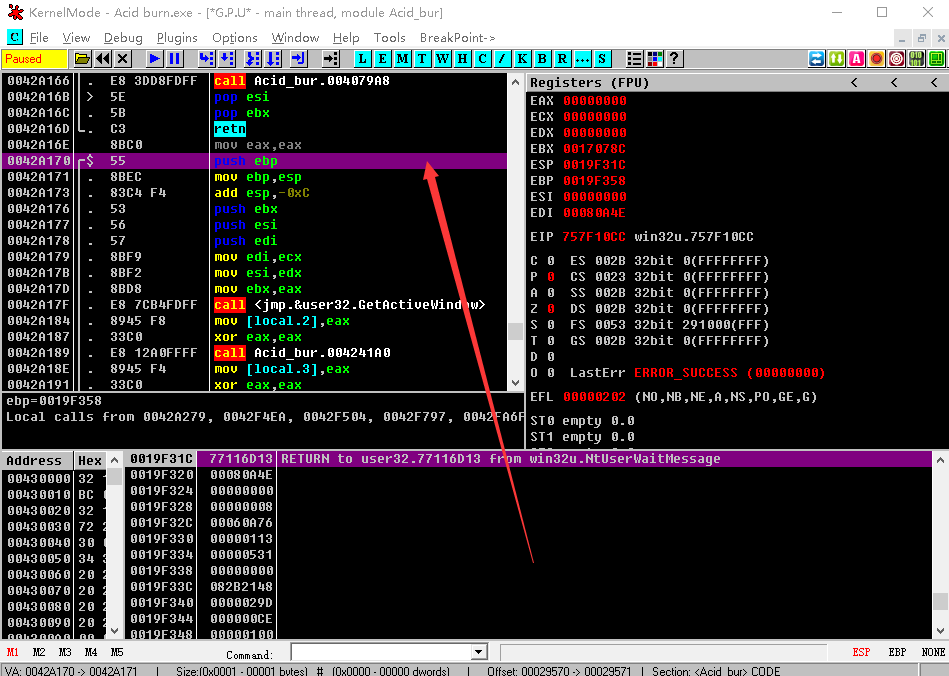 KernelMode - Acid burn.exe - [*G.P.U* - main thread, module Acid_bur]
C File View Debug Plugins Options Window Help Tools BreakPoint->
Paused L E M T W H C / K B R ... S ?
0042A166 . E8 3DD8FDFF call Acid_bur.004079A8
0042A16B > 5E pop esi
0042A16C . 5B pop ebx
0042A16D . C3 retn
0042A16E 8BC0 mov eax,eax
0042A170 $ 55 push ebp
0042A171 . 8BEC mov ebp,esp
0042A173 . 83C4 F4 add esp,-0xC
0042A176 . 53 push ebx
0042A177 . 56 push esi
0042A178 . 57 push edi
0042A179 . 8BF9 mov edi,ecx
0042A17B . 8BF2 mov esi,edx
0042A17D . 8BD8 mov ebx,eax
0042A17F . E8 7CB4FDFF call <jmp.&user32.GetActiveWindow>
0042A184 . 8945 F8 mov [local.2],eax
0042A187 . 33C0 xor eax,eax
0042A189 . E8 12A0FFFF call Acid_bur.004241A0
0042A18E . 8945 F4 mov [local.3],eax
0042A191 . 33C0 xor eax,eax
ebp=0019F358
Local calls from 0042A279, 0042F4EA, 0042F504, 0042F797, 0042FA6F
Registers (FPU) < < <
EAX 00000000
ECX 00000000
EDX 00000000
EBX 0017078C
ESP 0019F31C
EBP 0019F358
ESI 00000000
EDI 00080A4E
EIP 757F10CC win32u.757F10CC
C 0 ES 002B 32bit 0(FFFFFFFF)
P 0 CS 0023 32bit 0(FFFFFFFF)
A 0 SS 002B 32bit 0(FFFFFFFF)
Z 0 DS 002B 32bit 0(FFFFFFFF)
S 0 FS 0053 32bit 291000(FFF)
T 0 GS 002B 32bit 0(FFFFFFFF)
D 0
O 0 LastErr ERROR_SUCCESS (00000000)
EFL 00000202 (NO,NB,NE,A,NS,PO,GE,G)
ST0 empty 0.0
ST1 empty 0.0
Address Hex
00430000 32
00430010 BC
00430020 32
00430030 72
00430040 30
00430050 34
00430060 20
00430070 20
00430080 20
00430090 20
0019F31C 77116D13 RETURN to user32.77116D13 from win32u.NtUserWaitMessage
0019F320 00080A4E
0019F324 00000000
0019F328 00000008
0019F32C 00060A76
0019F330 00000113
0019F334 00000531
0019F338 00000000
0019F33C 082B2148
0019F340 0000029D
0019F344 000000CE
0019F348 00000100
M1 M2 M3 M4 M5 Command: ESP EBP NONE
VA: 0042A170 -> 0042A171 | Size:(0x0001 - 00001 bytes) # (0x0000 - 00000 dwords) | Offset: 00029570 -> 00029571 | Section: <Acid_bur> CODE